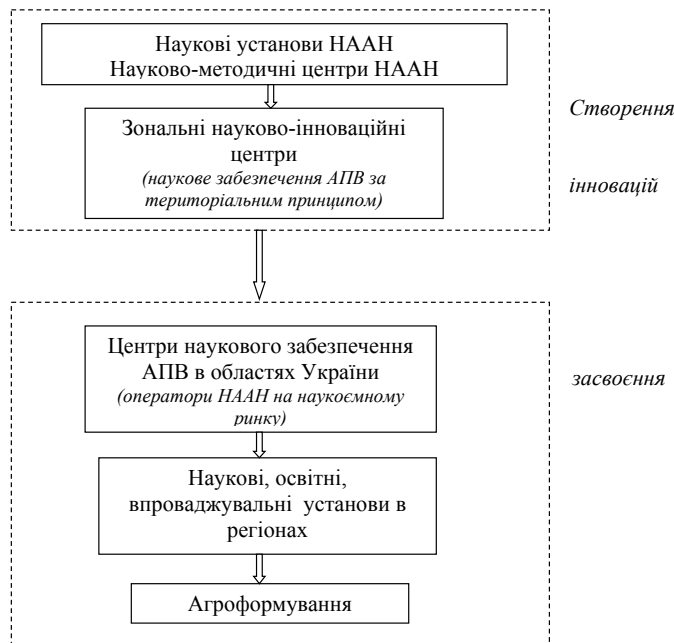 Наукові установи НААН
Науково-методичні центри НААН
Зональні науково-інноваційні
центри
(наукове забезпечення АПВ за
територіальним принципом)
Створення
інновацій
Центри наукового забезпечення
АПВ в областях України
(оператори НААН на наукоємному
ринку)
засвоєння
Наукові, освітні,
впроваджувальні установи в
регіонах
Агроформування